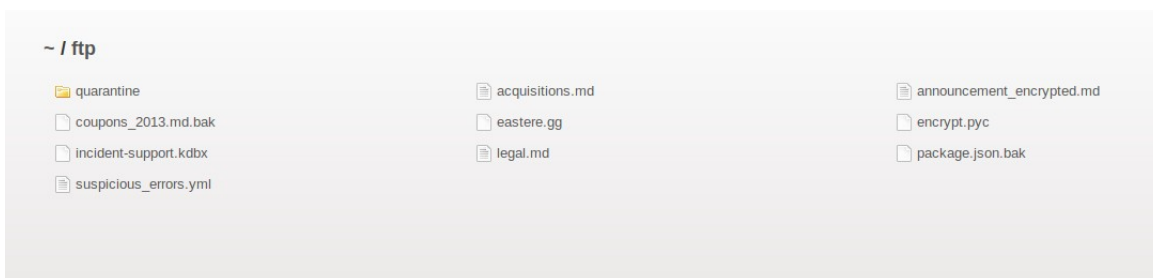 ~ / ftp
quarantine acquisitions.md announcement_encrypted.md
coupons_2013.md.bak eastere.gg encrypt.pyc
incident-support.kdbx legal.md package.json.bak
suspicious_errors.yml